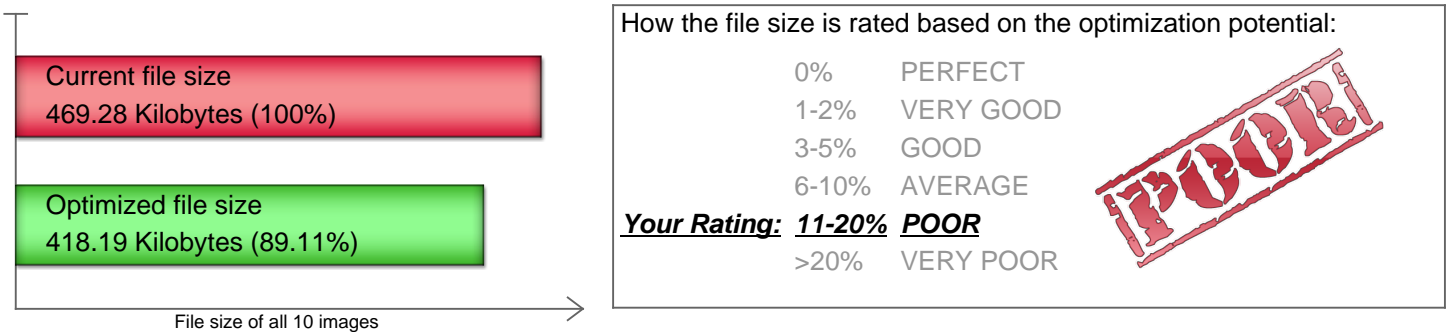 Current file size
469.28 Kilobytes (100%)
Optimized file size
418.19 Kilobytes (89.11%)
File size of all 10 images
How the file size is rated based on the optimization potential:
0% PERFECT
1-2% VERY GOOD
3-5% GOOD
6-10% AVERAGE
Your Rating: 11-20% POOR
>20% VERY POOR
POOR